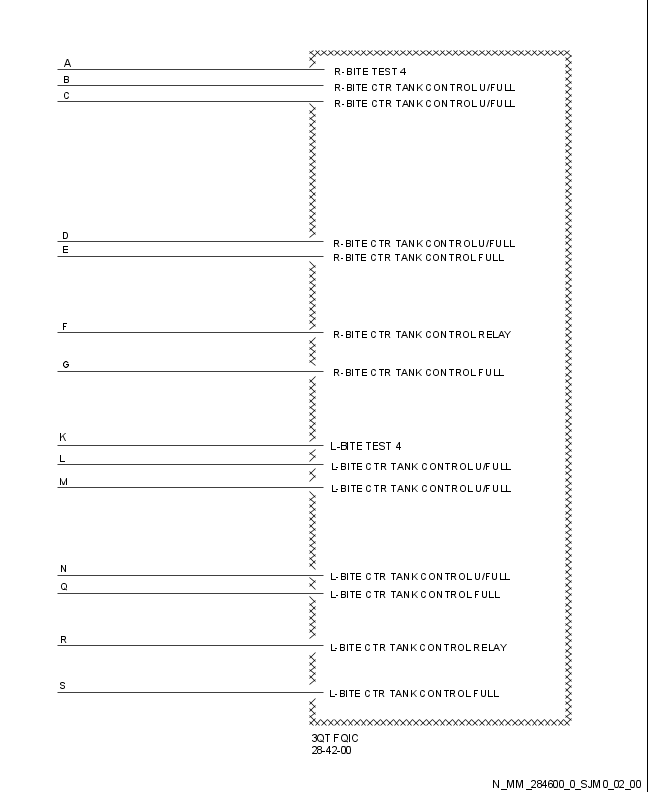 A
R-BITE TEST 4
B
R-BITE CTR TANK CONTROL U/FULL
C
R-BITE CTR TANK CONTROL U/FULL
D
R-BITE CTR TANK CONTROL U/FULL
E
R-BITE CTR TANK CONTROL FULL
F
R-BITE CTR TANK CONTROL RELAY
G
R-BITE CTR TANK CONTROL FULL
K
L-BITE TEST 4
L
L-BITE CTR TANK CONTROL U/FULL
M
L-BITE CTR TANK CONTROL U/FULL
N
L-BITE CTR TANK CONTROL U/FULL
Q
L-BITE CTR TANK CONTROL FULL
R
L-BITE CTR TANK CONTROL RELAY
S
L-BITE CTR TANK CONTROL FULL
3QT FQIC
28-42-00
N_MM_284600_0_SJM0_02_00